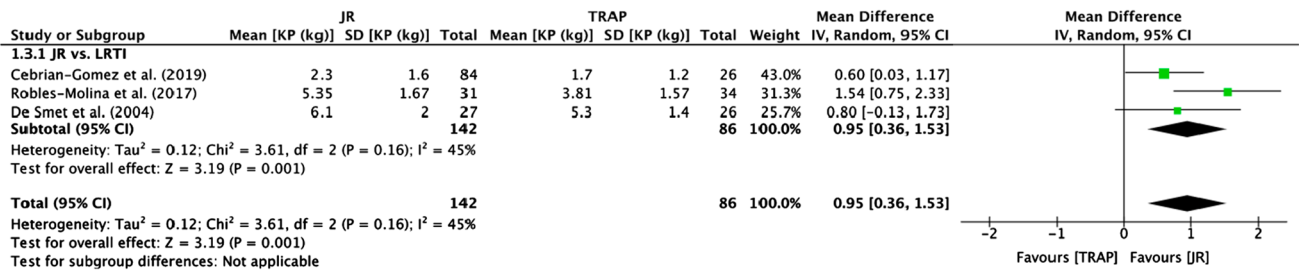 JR TRAP Mean Difference Mean Difference
Study or Subgroup Mean [KP (kg)] SD [KP (kg)] Total Mean [KP (kg)] SD [KP (kg)] Total Weight IV, Random, 95% CI IV, Random, 95% CI
1.3.1 JR vs. LRTI
Cebrian-Gomez et al. (2019) 2.3 1.6 84 1.7 1.2 26 43.0% 0.60 [0.03, 1.17]
Robles-Molina et al. (2017) 5.35 1.67 31 3.81 1.57 34 31.3% 1.54 [0.75, 2.33]
De Smet et al. (2004) 6.1 2 27 5.3 1.4 26 25.7% 0.80 [-0.13, 1.73]
Subtotal (95% CI) 142 86 100.0% 0.95 [0.36, 1.53]
Heterogeneity: Tau² = 0.12; Chi² = 3.61, df = 2 (P = 0.16); I² = 45%
Test for overall effect: Z = 3.19 (P = 0.001)
Total (95% CI) 142 86 100.0% 0.95 [0.36, 1.53]
Heterogeneity: Tau² = 0.12; Chi² = 3.61, df = 2 (P = 0.16); I² = 45%
Test for overall effect: Z = 3.19 (P = 0.001)
Test for subgroup differences: Not applicable
-2 -1 0 1 2
Favours [TRAP] Favours [JR]